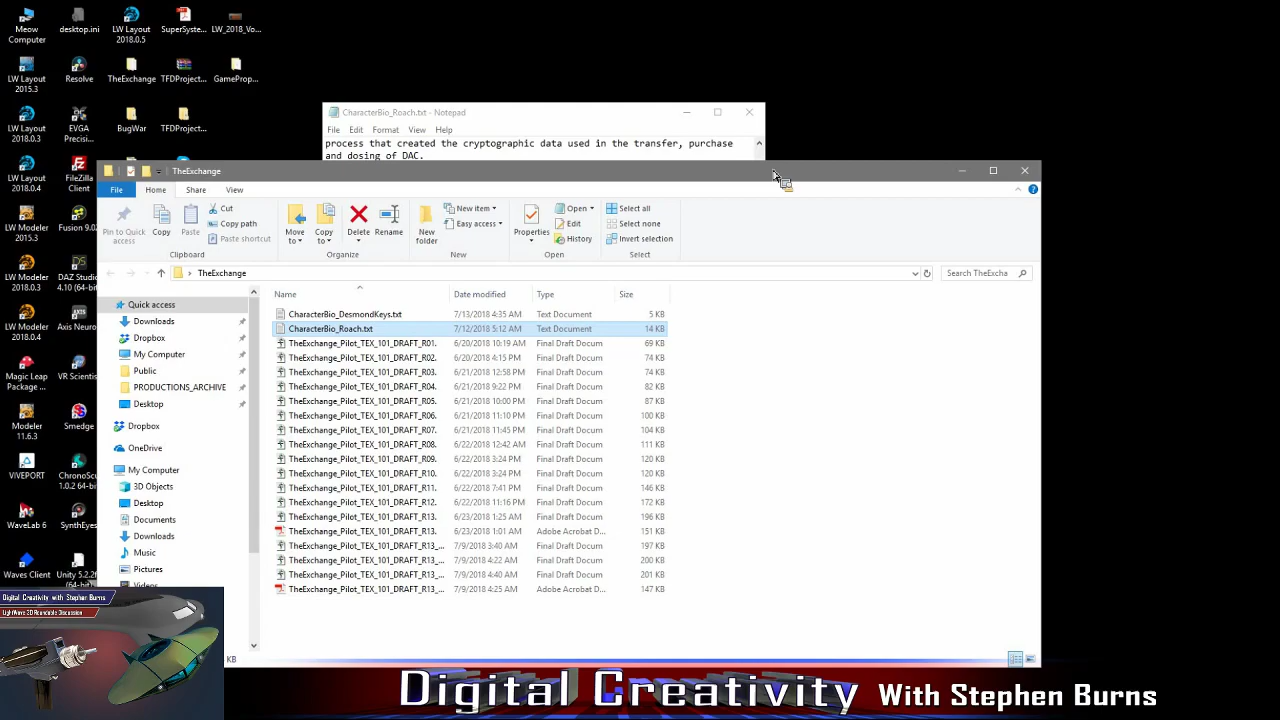 Meow
Computer
desktop.ini
LW Layout
2018.0.5
SuperSyste...
LW_2018_Vo...
LW Layout
2015.3
Resolve
TheExchange
TFDProject...
GameProp...
LW Layout
2018.0.3
EVGA
Precisi...
BugWar
TFDProject...
LW Layout
2018.0.4
FileZilla
Client
LW Modeler
2015.3
Fusion 9.02
LW Modeler
2018.0.3
DAZ Studio
4.10 (64-bit)
LW Modeler
2018.0.4
Axis Neuron
Magic Leap
Package ...
VR Scientist
Modeler
11.6.3
Smedge
VIVEPORT
1.0.2 64-bit
WaveLab 6
SynthEyes
Waves Client
Unity 5.2.2f
(64-bit)
CharacterBio_Roach.txt - Notepad
File Edit Format View Help
process that created the cryptographic data used in the transfer, purchase
and dosing of DAC.
TheExchange
File Home Share View
Pin to Quick
access
Copy
Paste
Cut
Copy path
Paste shortcut
Clipboard
Move
to
Copy
to
Delete
Rename
Organize
New
folder
New item
Easy access
New
Properties
Open
Edit
History
Open
Select all
Select none
Invert selection
Select
TheExchange
Search TheExcha
Name Date modified Type Size
CharacterBio_DesmondKeys.txt 7/13/2018 4:35 AM Text Document 5 KB
CharacterBio_Roach.txt 7/12/2018 5:12 AM Text Document 14 KB
TheExchange_Pilot_TEX_101_DRAFT_R01. 6/20/2018 10:19 AM Final Draft Docum 69 KB
TheExchange_Pilot_TEX_101_DRAFT_R02. 6/20/2018 4:15 PM Final Draft Docum 74 KB
TheExchange_Pilot_TEX_101_DRAFT_R03. 6/21/2018 12:58 PM Final Draft Docum 74 KB
TheExchange_Pilot_TEX_101_DRAFT_R04. 6/21/2018 9:22 PM Final Draft Docum 82 KB
TheExchange_Pilot_TEX_101_DRAFT_R05. 6/21/2018 10:00 PM Final Draft Docum 87 KB
TheExchange_Pilot_TEX_101_DRAFT_R06. 6/21/2018 11:10 PM Final Draft Docum 100 KB
TheExchange_Pilot_TEX_101_DRAFT_R07. 6/21/2018 11:45 PM Final Draft Docum 104 KB
TheExchange_Pilot_TEX_101_DRAFT_R08. 6/22/2018 12:42 AM Final Draft Docum 111 KB
TheExchange_Pilot_TEX_101_DRAFT_R09. 6/22/2018 3:24 PM Final Draft Docum 120 KB
TheExchange_Pilot_TEX_101_DRAFT_R10. 6/22/2018 3:24 PM Final Draft Docum 120 KB
TheExchange_Pilot_TEX_101_DRAFT_R11. 6/22/2018 7:41 PM Final Draft Docum 146 KB
TheExchange_Pilot_TEX_101_DRAFT_R12. 6/22/2018 11:16 PM Final Draft Docum 172 KB
TheExchange_Pilot_TEX_101_DRAFT_R13. 6/23/2018 1:25 AM Final Draft Docum 196 KB
TheExchange_Pilot_TEX_101_DRAFT_R13. 6/23/2018 1:01 AM Adobe Acrobat D... 151 KB
TheExchange_Pilot_TEX_101_DRAFT_R13_... 7/9/2018 3:40 AM Final Draft Docum 197 KB
TheExchange_Pilot_TEX_101_DRAFT_R13_... 7/9/2018 4:22 AM Final Draft Docum 200 KB
TheExchange_Pilot_TEX_101_DRAFT_R13_... 7/9/2018 4:40 AM Final Draft Docum 201 KB
TheExchange_Pilot_TEX_101_DRAFT_R13_... 7/9/2018 4:25 AM Adobe Acrobat D... 147 KB
Quick access
Downloads
Dropbox
My Computer
Public
PRODUCTIONS_ARCHIVE
Desktop
Dropbox
OneDrive
My Computer
3D Objects
Desktop
Documents
Downloads
Music
Pictures
Videos
KB
Digital Creativity with Stephen Burns
LightWave 3D Roundtable Discussion
Digital Creativity With Stephen Burns